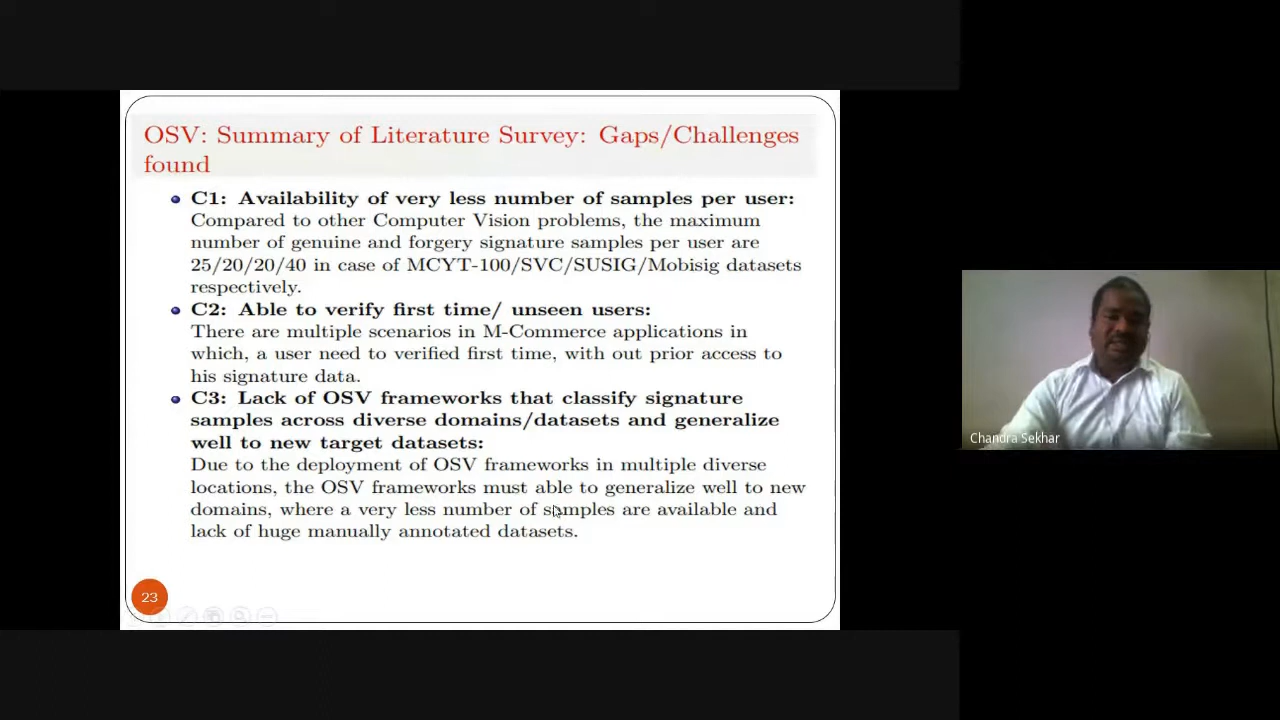 OSV: Summary of Literature Survey: Gaps/Challenges
found
C1: Availability of very less number of samples per user:
Compared to other Computer Vision problems, the maximum
number of genuine and forgery signature samples per user are
25/20/20/40 in case of MCYT-100/SVC/SUSIG/Mobisig datasets
respectively.
C2: Able to verify first time/ unseen users:
There are multiple scenarios in M-Commerce applications in
which, a user need to verified first time, with out prior access to
his signature data.
C3: Lack of OSV frameworks that classify signature
samples across diverse domains/datasets and generalize
well to new target datasets:
Due to the deployment of OSV frameworks in multiple diverse
locations, the OSV frameworks must able to generalize well to new
domains, where a very less number of samples are available and
lack of huge manually annotated datasets.
23
Chandra Sekhar